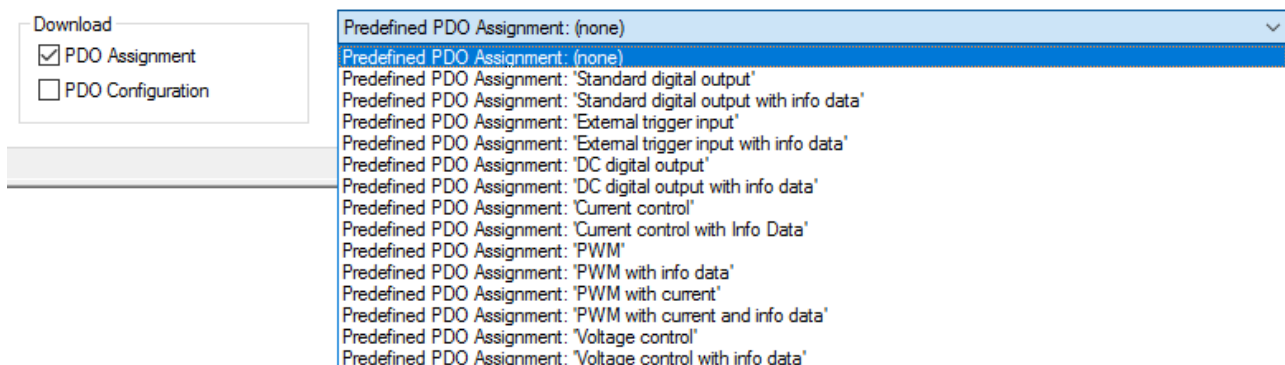 Download
PDO Assignment
PDO Configuration
Predefined PDO Assignment: (none)
Predefined PDO Assignment: (none)
Predefined PDO Assignment: 'Standard digital output'
Predefined PDO Assignment: 'Standard digital output with info data'
Predefined PDO Assignment: 'External trigger input'
Predefined PDO Assignment: 'External trigger input with info data'
Predefined PDO Assignment: 'DC digital output'
Predefined PDO Assignment: 'DC digital output with info data'
Predefined PDO Assignment: 'Current control'
Predefined PDO Assignment: 'Current control with Info Data'
Predefined PDO Assignment: 'PWM'
Predefined PDO Assignment: 'PWM with info data'
Predefined PDO Assignment: 'PWM with current'
Predefined PDO Assignment: 'PWM with current and info data'
Predefined PDO Assignment: 'Voltage control'
Predefined PDO Assignment: 'Voltage control with info data'